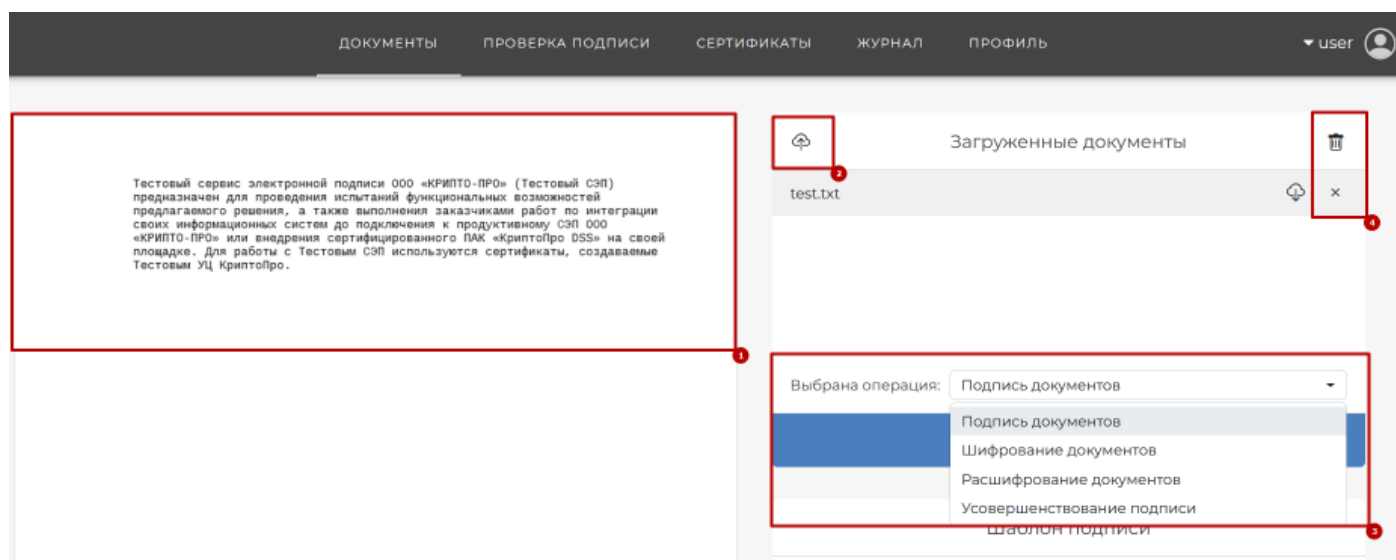 ДОКУМЕНТЫ ПРОВЕРКА ПОДПИСИ СЕРТИФИКАТЫ ЖУРНАЛ ПРОФИЛЬ user
Тестовый сервис электронной подписи ООО «КРИПТО-ПРО» (Тестовый СЭП)
предназначен для проведения испытаний функциональных возможностей
предлагаемого решения, а также выполнения заказчиками работ по интеграции
своих информационных систем до подключения к продуктивному СЭП ООО
«КРИПТО-ПРО» или внедрения сертифицированного ПАК «КриптоПро DSS» на своей
площадке. Для работы с Тестовым СЭП используются сертификаты, создаваемые
Тестовым УЦ КриптоПро.
1
Загруженные документы
2
test.txt
4
Выбрана операция: Подпись документов
Подпись документов
Шифрование документов
Расшифрование документов
Усовершенствование подписи
Шаблон подписи
3